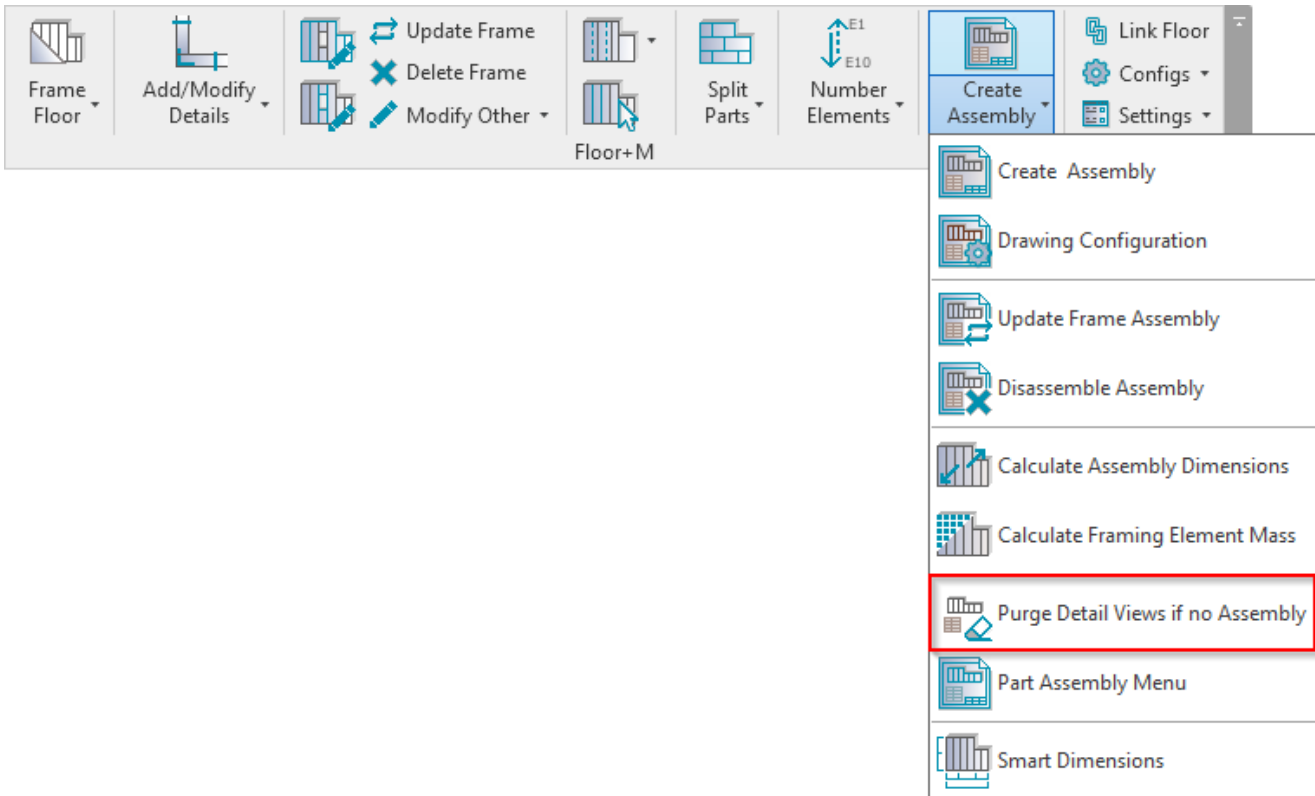 Frame
Floor
Add/Modify
Details
Update Frame
Delete Frame
Modify Other
Split
Parts
E1
E10
Number
Elements
Create
Assembly
Link Floor
Configs
Settings
Floor+M
Create Assembly
Drawing Configuration
Update Frame Assembly
Disassemble Assembly
Calculate Assembly Dimensions
Calculate Framing Element Mass
Purge Detail Views if no Assembly
Part Assembly Menu
Smart Dimensions